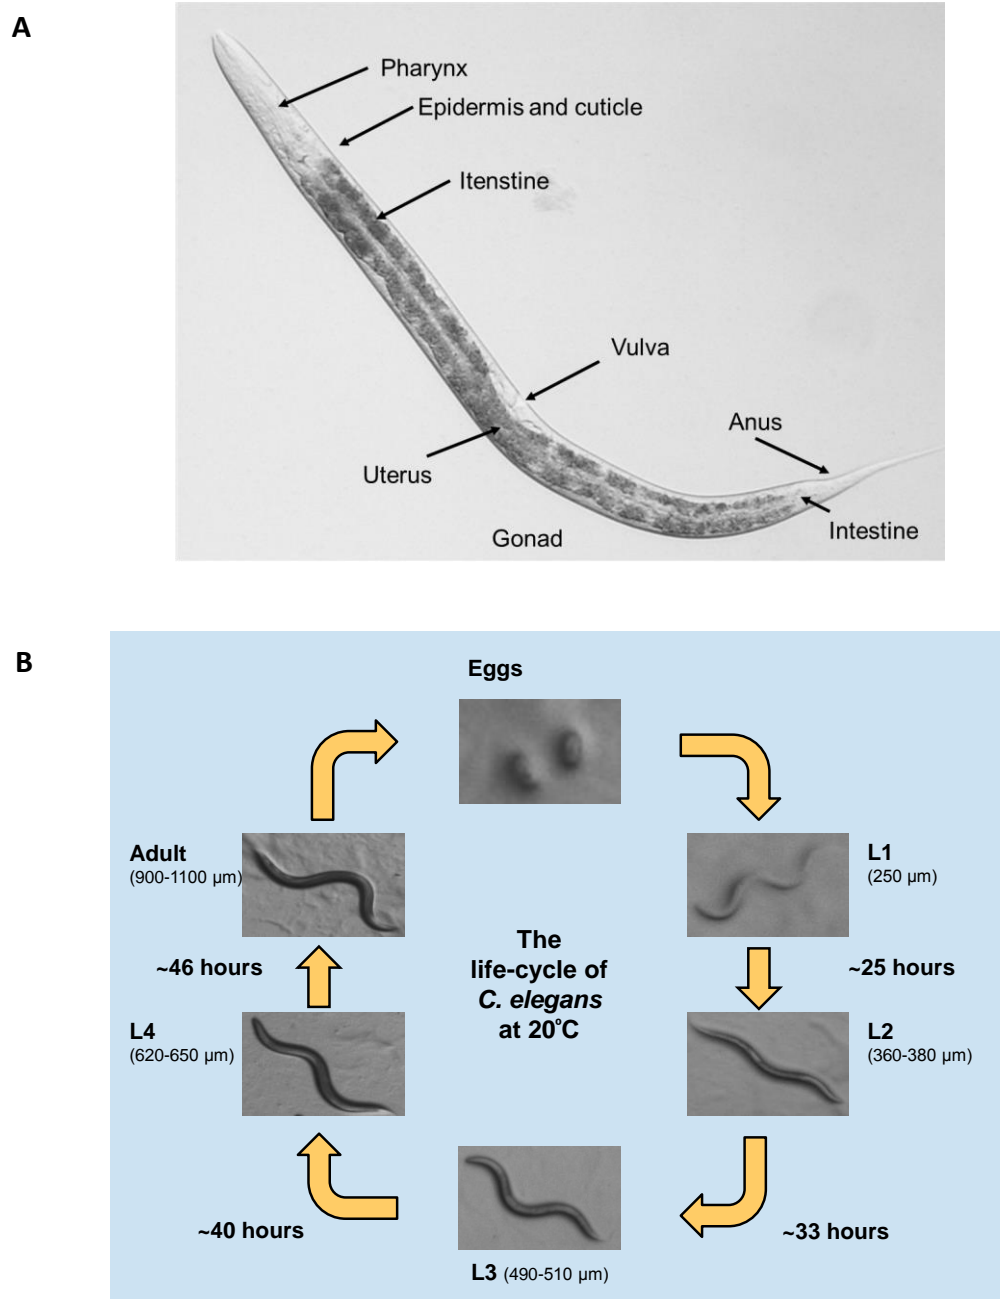 A
Pharynx
Epidermis and cuticle
Itenstine
Vulva
Anus
Uterus
Intestine
Gonad
B
Eggs
Adult
(900-1100 µm)
L1
(250 µm)
~46 hours
The
life-cycle of
C. elegans
at 20°C
~25 hours
L4
(620-650 µm)
L2
(360-380 µm)
~40 hours
~33 hours
L3 (490-510 µm)